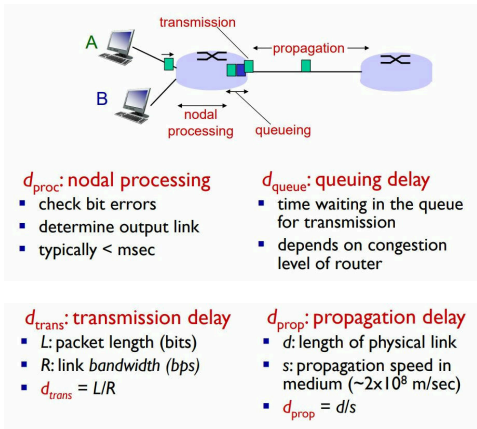 transmission
A
propagation
B
nodal
processing
queueing
dproc: nodal processing
▪ check bit errors
▪ determine output link
▪ typically < msec
dqueue: queuing delay
▪ time waiting in the queue
for transmission
▪ depends on congestion
level of router
dtrans: transmission delay
▪ L: packet length (bits)
▪ R: link bandwidth (bps)
▪ dtrans = L/R
dprop: propagation delay
▪ d: length of physical link
▪ s: propagation speed in
medium (~2x10⁸ m/sec)
▪ dprop = d/s